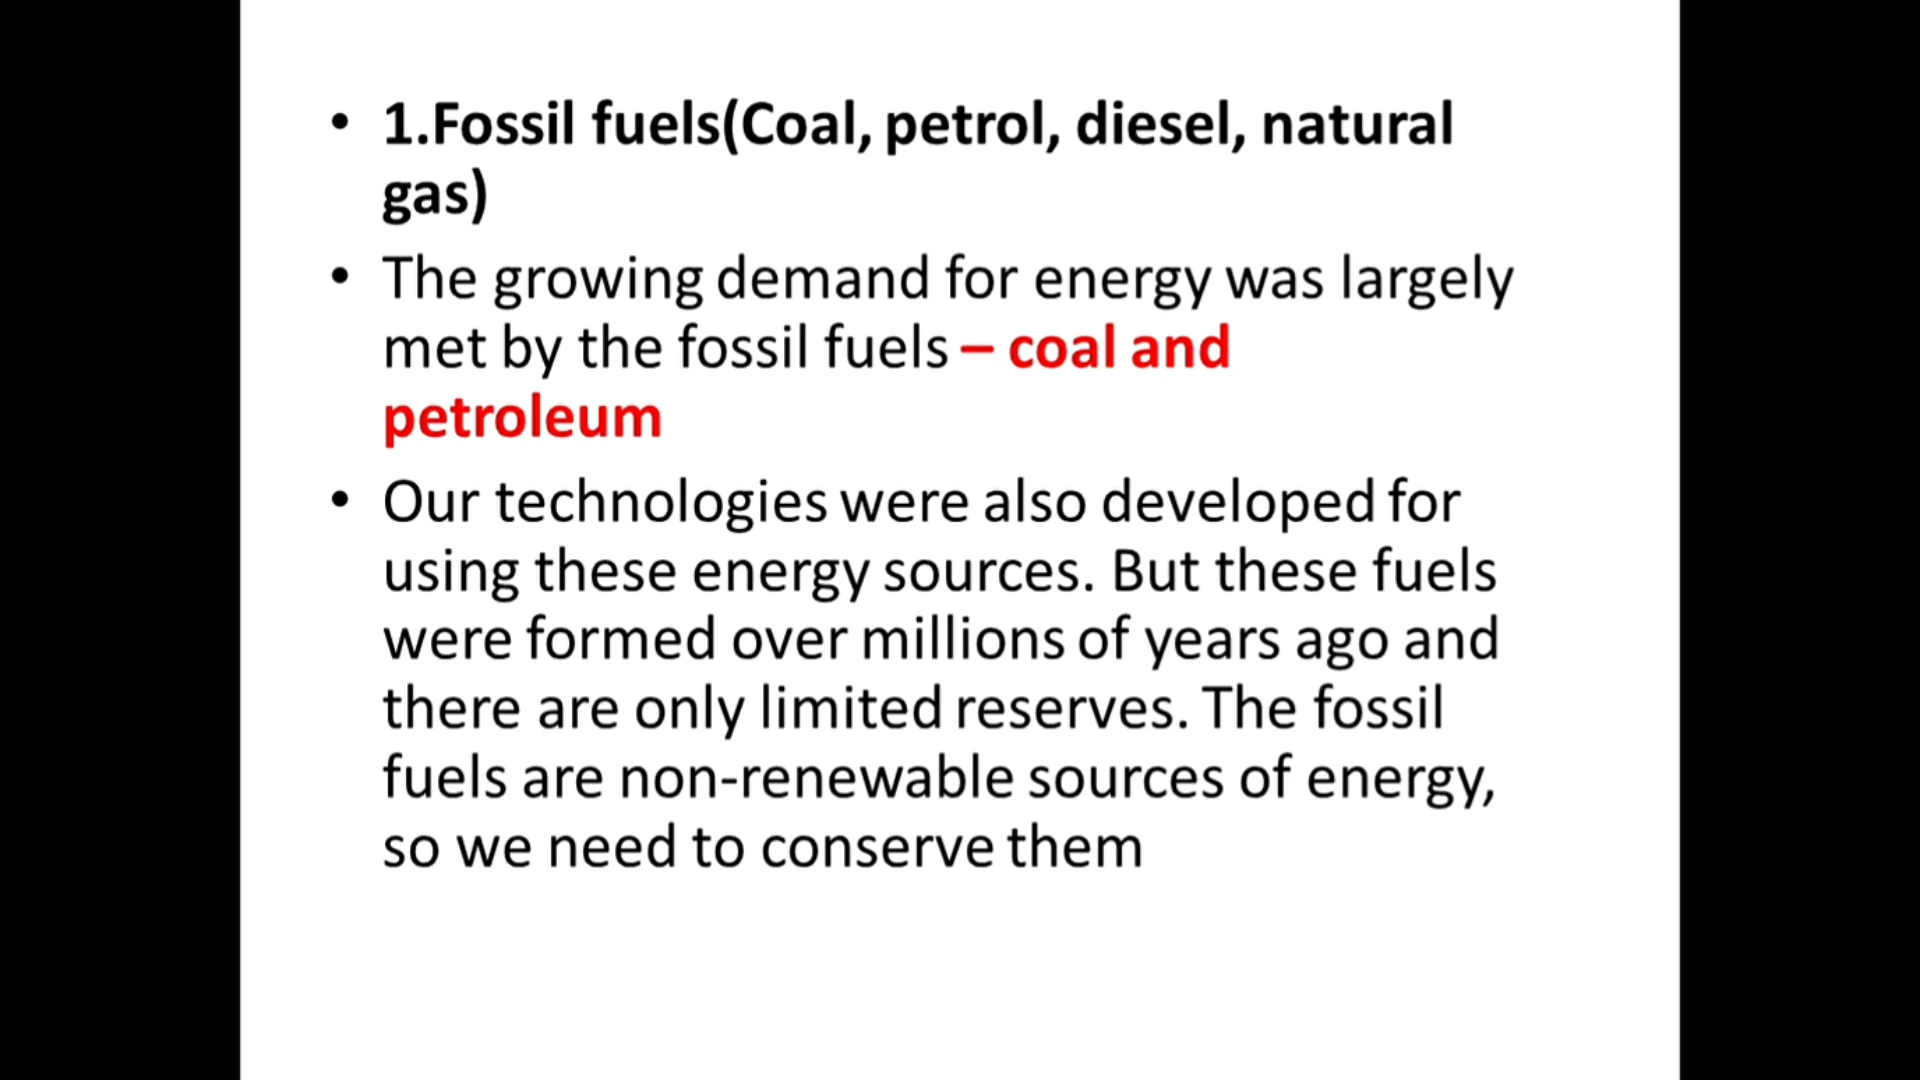 • 1.Fossil fuels(Coal, petrol, diesel, natural
gas)
• The growing demand for energy was largely
met by the fossil fuels – coal and
petroleum
• Our technologies were also developed for
using these energy sources. But these fuels
were formed over millions of years ago and
there are only limited reserves. The fossil
fuels are non-renewable sources of energy,
so we need to conserve them